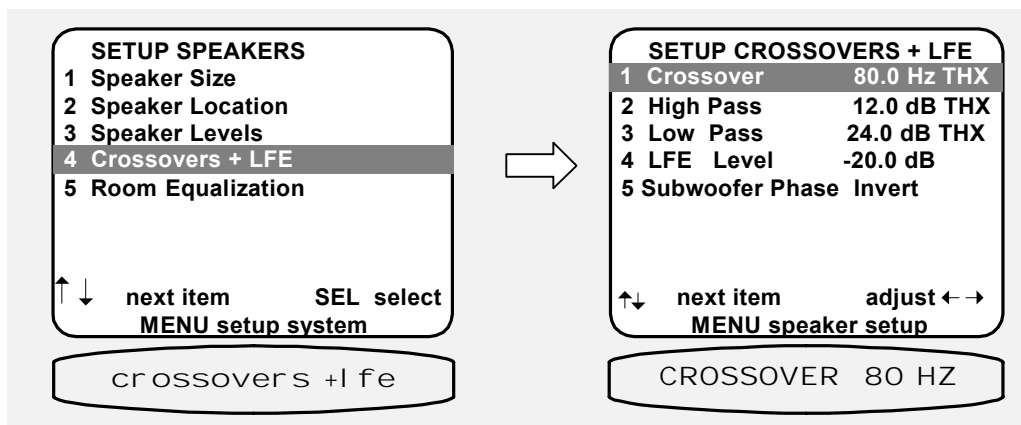 SETUP SPEAKERS
1 Speaker Size
2 Speaker Location
3 Speaker Levels
4 Crossovers + LFE
5 Room Equalization
↑ ↓ next item SEL select
MENU setup system
crossovers +lfe
SETUP CROSSOVERS + LFE
1 Crossover 80.0 Hz THX
2 High Pass 12.0 dB THX
3 Low Pass 24.0 dB THX
4 LFE Level -20.0 dB
5 Subwoofer Phase Invert
↑↓ next item adjust ← →
MENU speaker setup
CROSSOVER 80 HZ